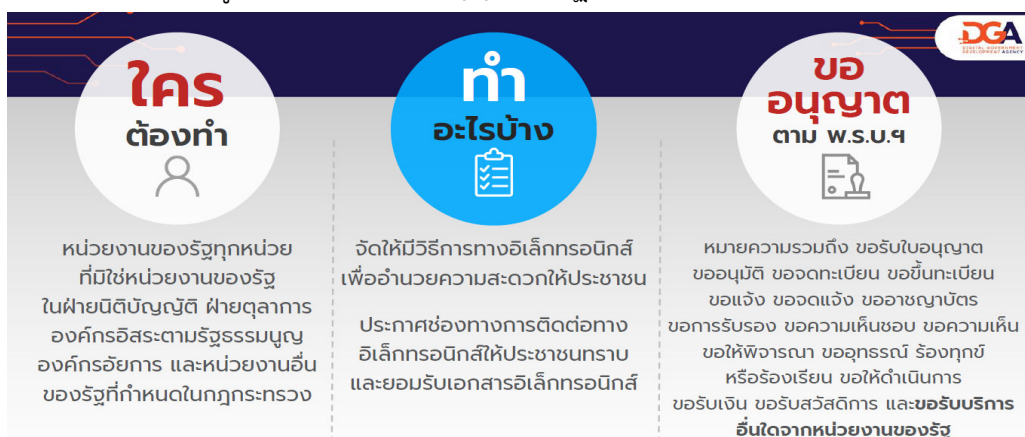 DGA
DIGITAL GOVERNMENT
DEVELOPMENT AGENCY
ใคร
ต้องทำ
หน่วยงานของรัฐทุกหน่วย
ที่มิใช่หน่วยงานของรัฐ
ในฝ่ายนิติบัญญัติ ฝ่ายตุลาการ
องค์กรอิสระตามรัฐธรรมนูญ
องค์กรอัยการ และหน่วยงานอื่น
ของรัฐที่กำหนดในกฎกระทรวง
ทำ
อะไรบ้าง
จัดให้มีวิธีการทางอิเล็กทรอนิกส์
เพื่ออำนวยความสะดวกให้ประชาชน
ประกาศช่องทางการติดต่อทาง
อิเล็กทรอนิกส์ให้ประชาชนทราบ
และยอมรับเอกสารอิเล็กทรอนิกส์
ขอ
อนุญาต
ตาม พ.ร.บ.ฯ
หมายความรวมถึง ขอรับใบอนุญาต
ขออนุมัติ ขอจดทะเบียน ขอขึ้นทะเบียน
ขอแจ้ง ขอจดแจ้ง ขออาชญาบัตร
ขอการรับรอง ขอความเห็นชอบ ขอความเห็น
ขอให้พิจารณา ขออุทธรณ์ ร้องทุกข์
หรือร้องเรียน ขอให้ดำเนินการ
ขอรับเงิน ขอรับสวัสดิการ และขอรับบริการ
อื่นใดจากหน่วยงานของรัฐ